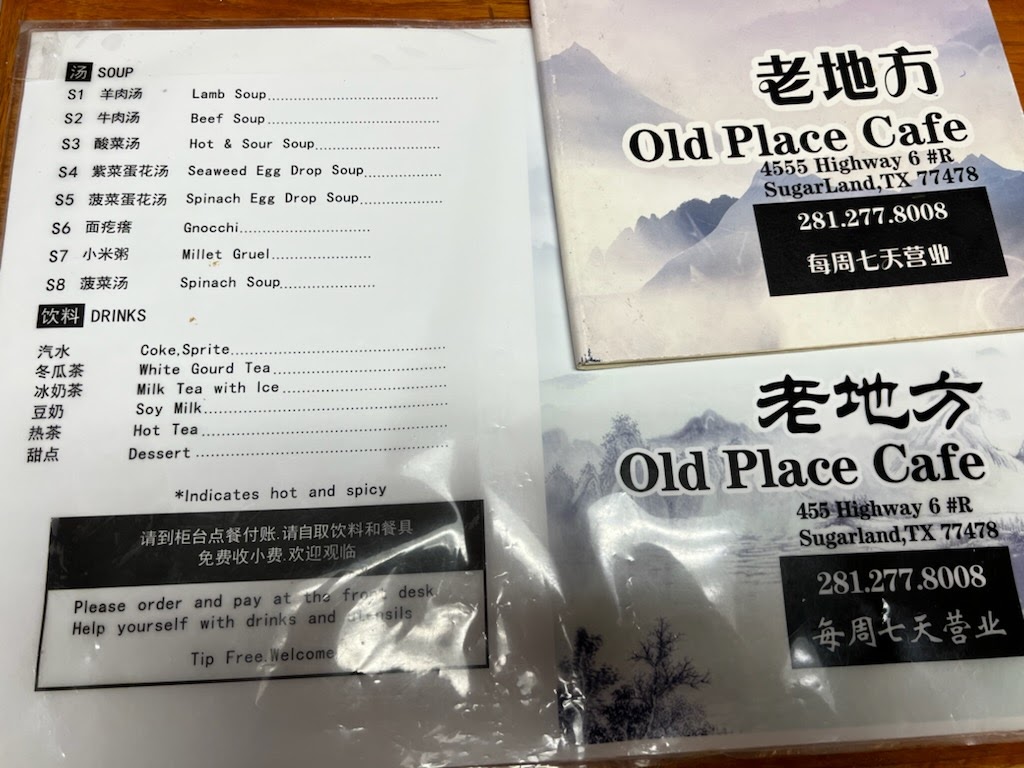 汤 SOUP
S1 羊肉汤 Lamb Soup
S2 牛肉汤 Beef Soup
S3 酸菜汤 Hot & Sour Soup
S4 紫菜蛋花汤 Seaweed Egg Drop Soup
S5 菠菜蛋花汤 Spinach Egg Drop Soup
S6 面疙瘩 Gnocchi
S7 小米粥 Millet Gruel
S8 菠菜汤 Spinach Soup
饮料 DRINKS
汽水 Coke,Sprite
冬瓜茶 White Gourd Tea
冰奶茶 Milk Tea with Ice
豆奶 Soy Milk
热茶 Hot Tea
甜点 Dessert
*Indicates hot and spicy
请到柜台点餐付账.请自取饮料和餐具
免费收小费.欢迎观临
Please order and pay at the front desk
Help yourself with drinks and utensils
Tip Free.Welcome
老地方
Old Place Cafe
4555 Highway 6 #R
SugarLand,TX 77478
281.277.8008
每周七天营业
老地方
Old Place Cafe
455 Highway 6 #R
Sugarland,TX 77478
281.277.8008
每周七天营业